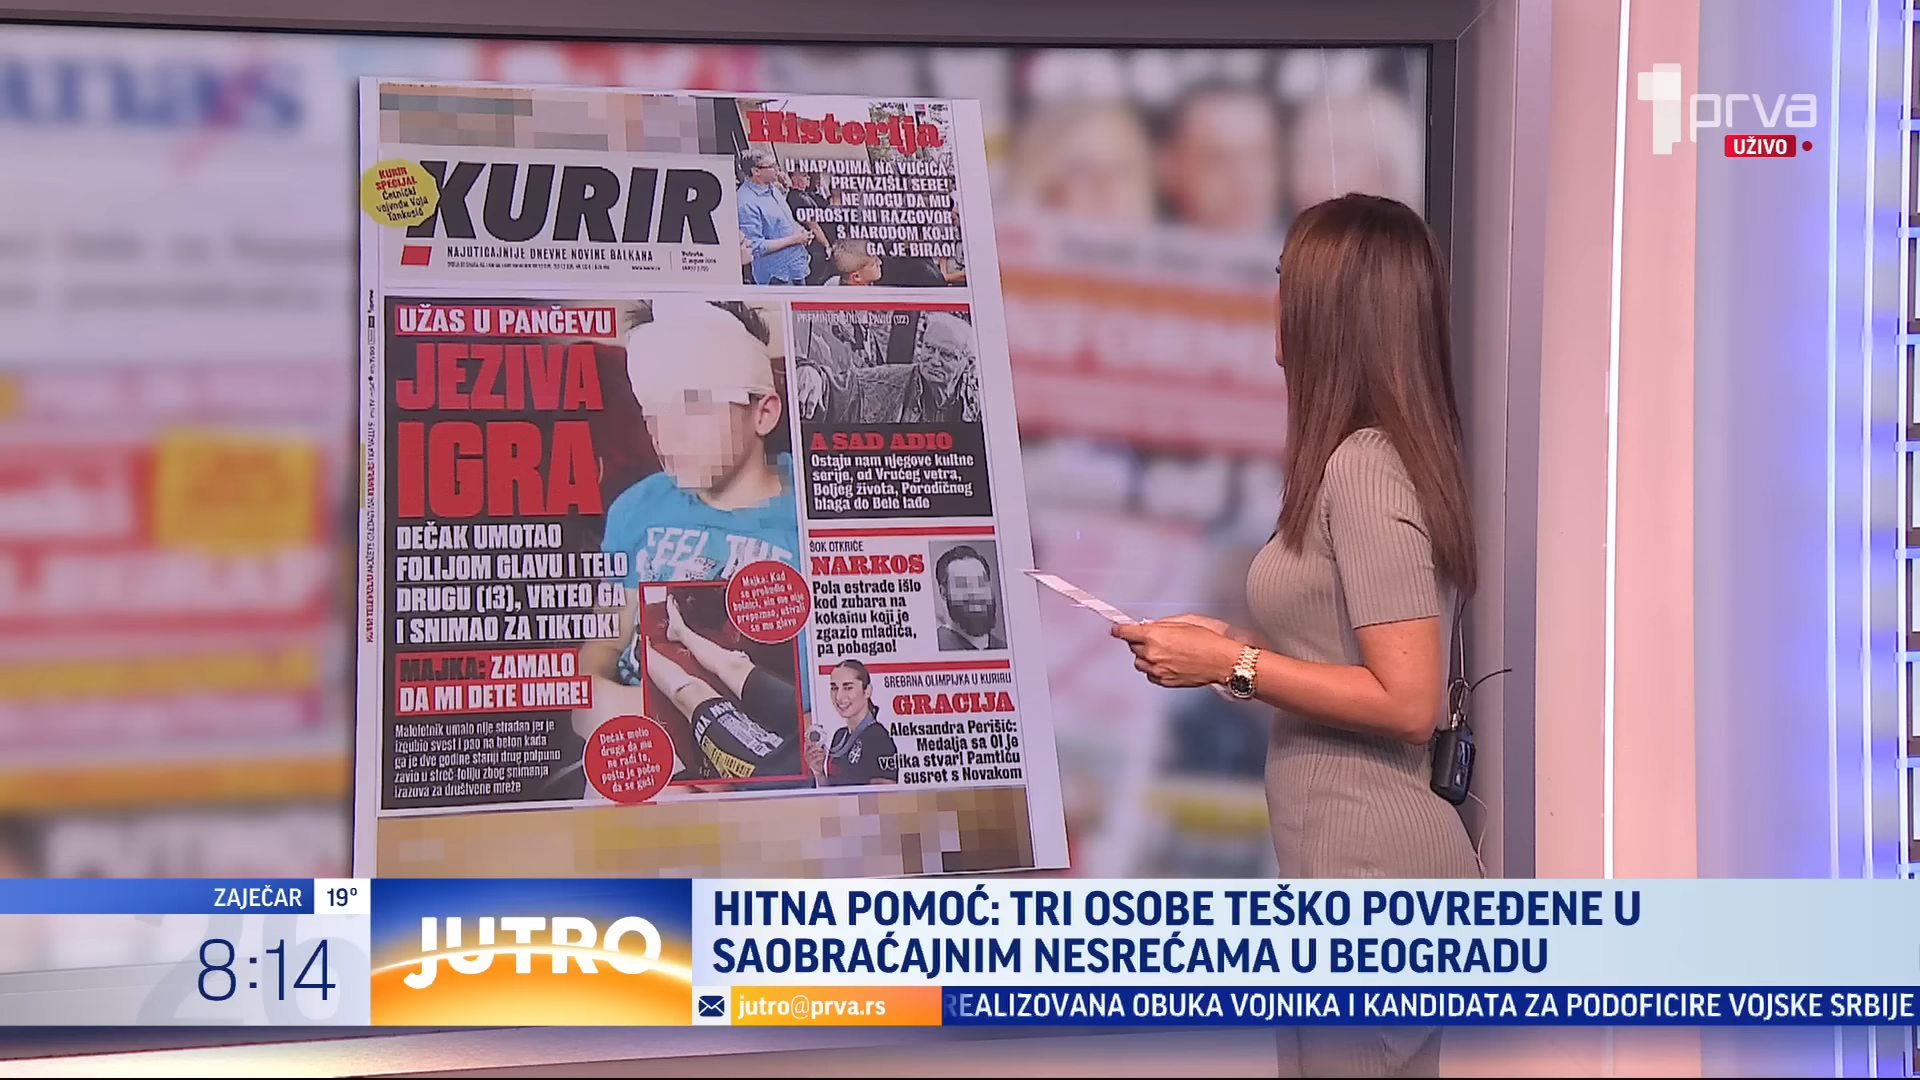 1prva
UŽIVO
Histerija
U NAPADIMA NA VUČIĆA
PREVAZIŠLI SEBE!
NE MOGU DA MU
OPROSTE NI RAZGOVOR
S NARODOM KOJI
GA JE BIRAO!
KURIR
SPECIJAL
Četnički
vojvoda Voja
Tankosić
KURIR
NAJUTICAJNIJE DNEVNE NOVINE BALKANA
UŽAS U PANČEVU
JEZIVA
IGRA
DEČAK UMOTAO
FOLIJOM GLAVU I TELO
DRUGU (13), VRTEO GA
I SNIMAO ZA TIKTOK!
MAJKA: ZAMALO
DA MI DETE UMRE!
Maloletnik umalo nije stradao jer je
izgubio svest i pao na beton kada
ga je dve godine stariji drug potpuno
zavio u streč-foliju zbog snimanja
izazova za društvene mreže
Dečak molio
druga da mu
ne radi to,
pošto je počeo
da se guši
Majka: Kad
se probudio u
bolnici, sin me nije
prepoznao, ušivali
su mu glavu
A SAD ADIO
Ostaju nam njegove kultne
serije, od Vrućeg vetra,
Boljeg života, Porodičnog
blaga do Bele lađe
ŠOK OTKRIĆE
NARKOS
Pola estrade išlo
kod zubara na
kokainu koji je
zgazio mladića,
pa pobegao!
SREBRNA OLIMPIJKA U KURIRU
GRACIJA
Aleksandra Perišić:
Medalja sa OI je
velika stvar! Pamtiću
susret s Novakom
ZAJEČAR 19°
8:14
JUTRO
HITNA POMOĆ: TRI OSOBE TEŠKO POVREĐENE U
SAOBRAĆAJNIM NESREĆAMA U BEOGRADU
jutro@prva.rs
REALIZOVANA OBUKA VOJNIKA I KANDIDATA ZA PODOFICIRE VOJSKE SRBIJE